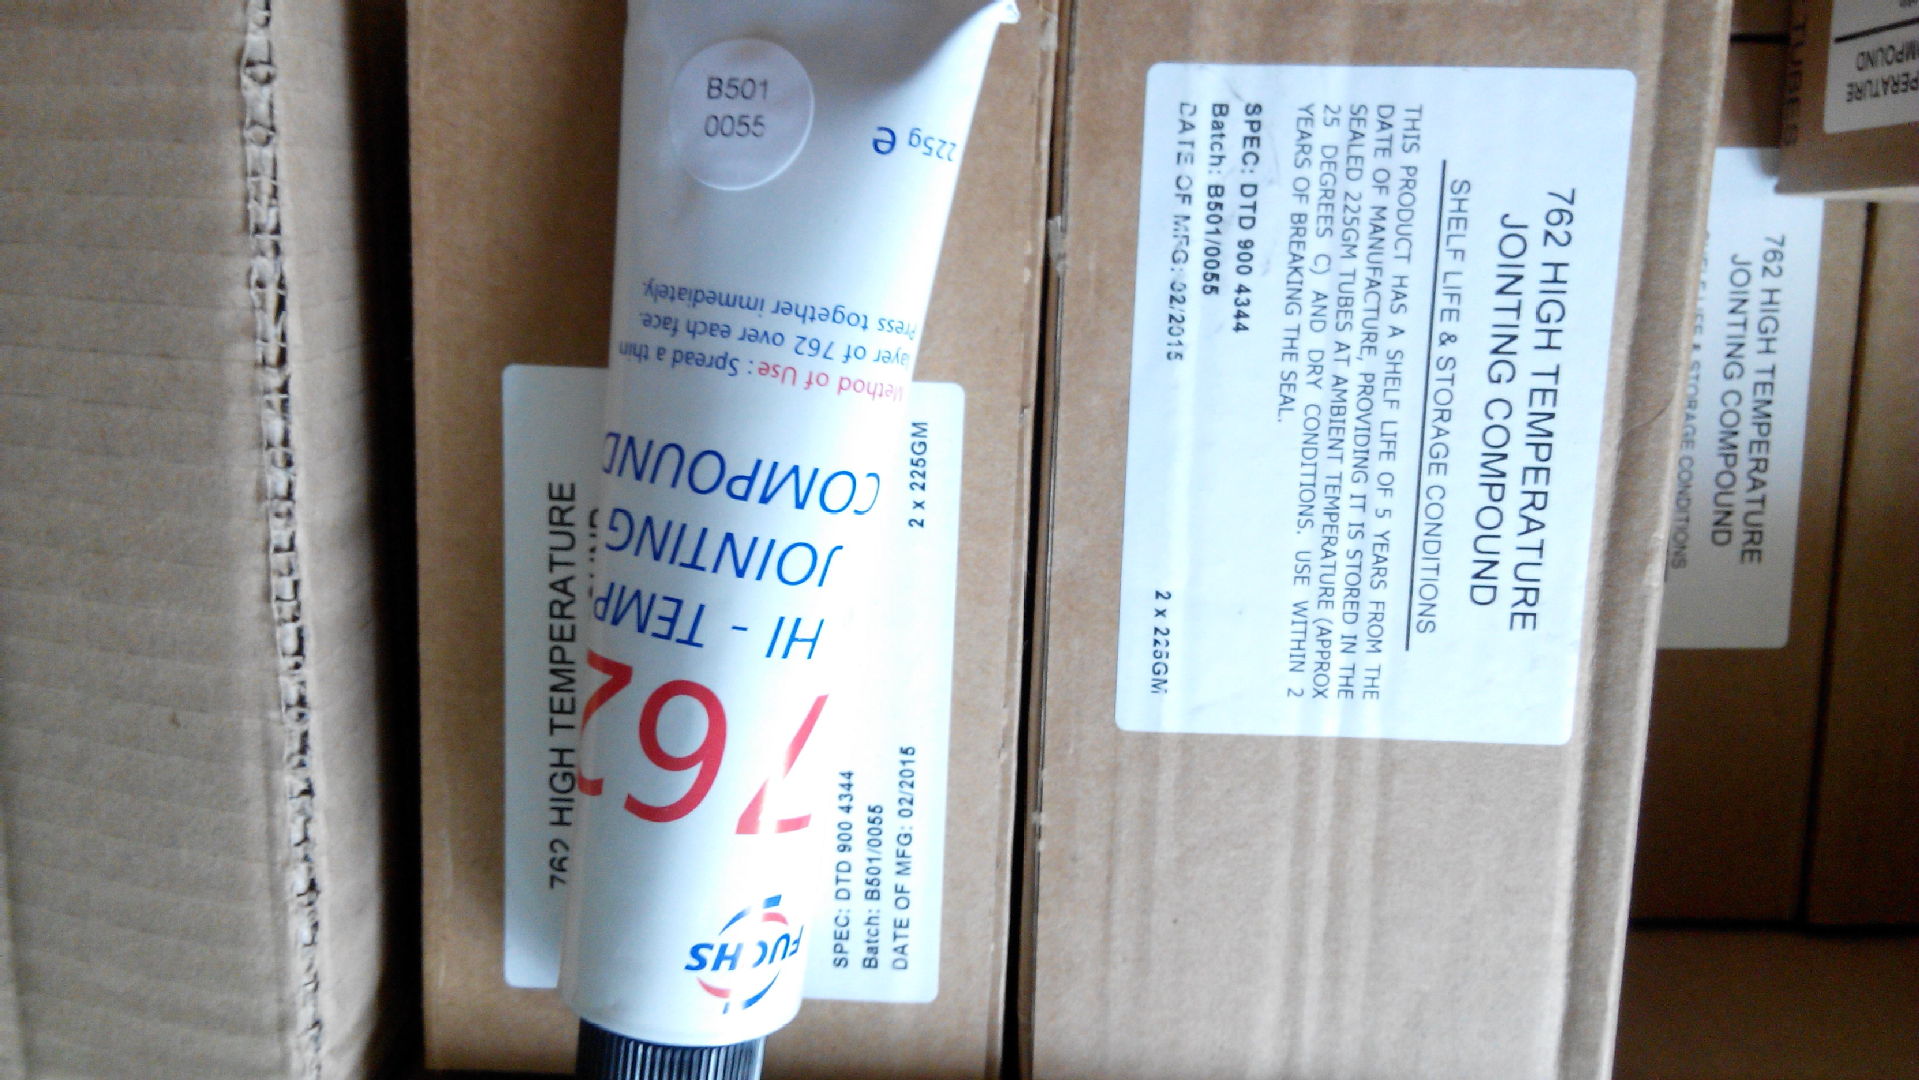 B501
0055
225g e
Method of Use : Spread a thin
layer of 762 over each face.
Press together immediately.
762
HI - TEMP
JOINTING
COMPOUND
FUCHS
762 HIGH TEMPERATURE
SPEC: DTD 900 4344
Batch: B501/0055
DATE OF MFG: 02/2015
2 x 225GM
762 HIGH TEMPERATURE
JOINTING COMPOUND
SHELF LIFE & STORAGE CONDITIONS
THIS PRODUCT HAS A SHELF LIFE OF 5 YEARS FROM THE
DATE OF MANUFACTURE, PROVIDING IT IS STORED IN THE
SEALED 225GM TUBES AT AMBIENT TEMPERATURE (APPROX
25 DEGREES C) AND DRY CONDITIONS. USE WITHIN 2
YEARS OF BREAKING THE SEAL.
SPEC: DTD 900 4344
Batch: B501/0055
DATE OF MFG: 02/2015
2 x 225GM
762 HIGH TEMPERATURE
JOINTING COMPOUND
STORAGE CONDITIONS
PERATURE
MPOUND
TUBES